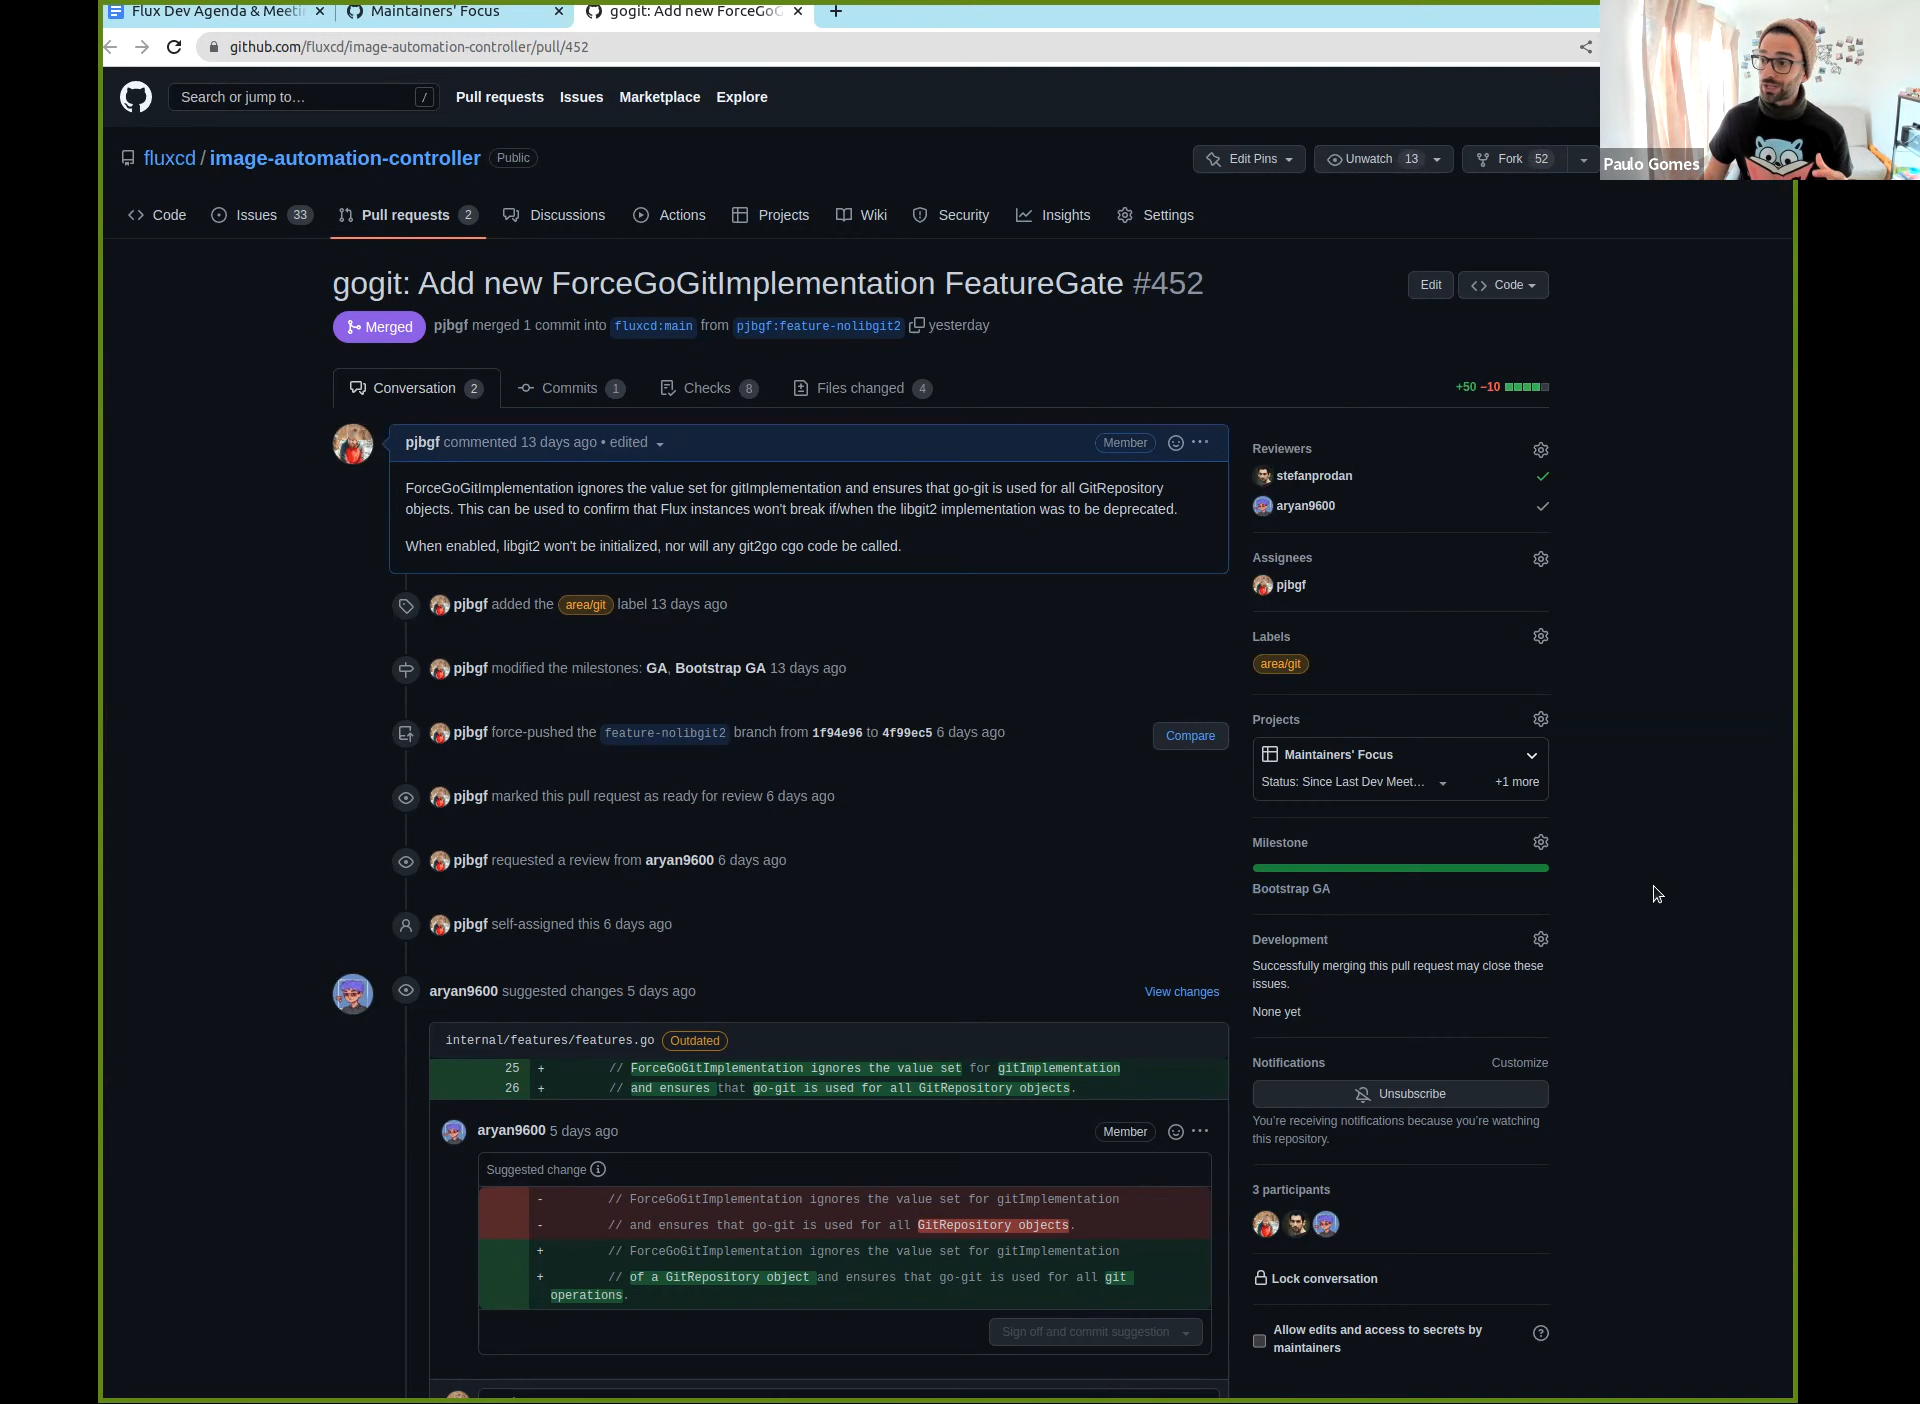 Flux Dev Agenda & Meeti
Maintainers' Focus
gogit: Add new ForceGoG
github.com/fluxcd/image-automation-controller/pull/452
Search or jump to…
/
Pull requests
Issues
Marketplace
Explore
Paulo Gomes
fluxcd / image-automation-controller
Public
Edit Pins
Unwatch 13
Fork 52
Code
Issues 33
Pull requests 2
Discussions
Actions
Projects
Wiki
Security
Insights
Settings
gogit: Add new ForceGoGitImplementation FeatureGate #452
Edit
Code
Merged
pjbgf merged 1 commit into fluxcd:main from pjbgf:feature-nolibgit2 yesterday
Conversation 2
Commits 1
Checks 8
Files changed 4
+50 −10
pjbgf commented 13 days ago • edited
Member
ForceGoGitImplementation ignores the value set for gitImplementation and ensures that go-git is used for all GitRepository
objects. This can be used to confirm that Flux instances won't break if/when the libgit2 implementation was to be deprecated.
When enabled, libgit2 won't be initialized, nor will any git2go cgo code be called.
pjbgf added the area/git label 13 days ago
pjbgf modified the milestones: GA, Bootstrap GA 13 days ago
pjbgf force-pushed the feature-nolibgit2 branch from 1f94e96 to 4f99ec5 6 days ago
Compare
pjbgf marked this pull request as ready for review 6 days ago
pjbgf requested a review from aryan9600 6 days ago
pjbgf self-assigned this 6 days ago
aryan9600 suggested changes 5 days ago
View changes
internal/features/features.go Outdated
25 + // ForceGoGitImplementation ignores the value set for gitImplementation
26 + // and ensures that go-git is used for all GitRepository objects.
aryan9600 5 days ago
Member
Suggested change
- // ForceGoGitImplementation ignores the value set for gitImplementation
- // and ensures that go-git is used for all GitRepository objects.
+ // ForceGoGitImplementation ignores the value set for gitImplementation
+ // of a GitRepository object and ensures that go-git is used for all git
operations.
Sign off and commit suggestion
Reviewers
stefanprodan
aryan9600
Assignees
pjbgf
Labels
area/git
Projects
Maintainers' Focus
Status: Since Last Dev Meet…
+1 more
Milestone
Bootstrap GA
Development
Successfully merging this pull request may close these
issues.
None yet
Notifications
Customize
Unsubscribe
You're receiving notifications because you're watching
this repository.
3 participants
Lock conversation
Allow edits and access to secrets by
maintainers